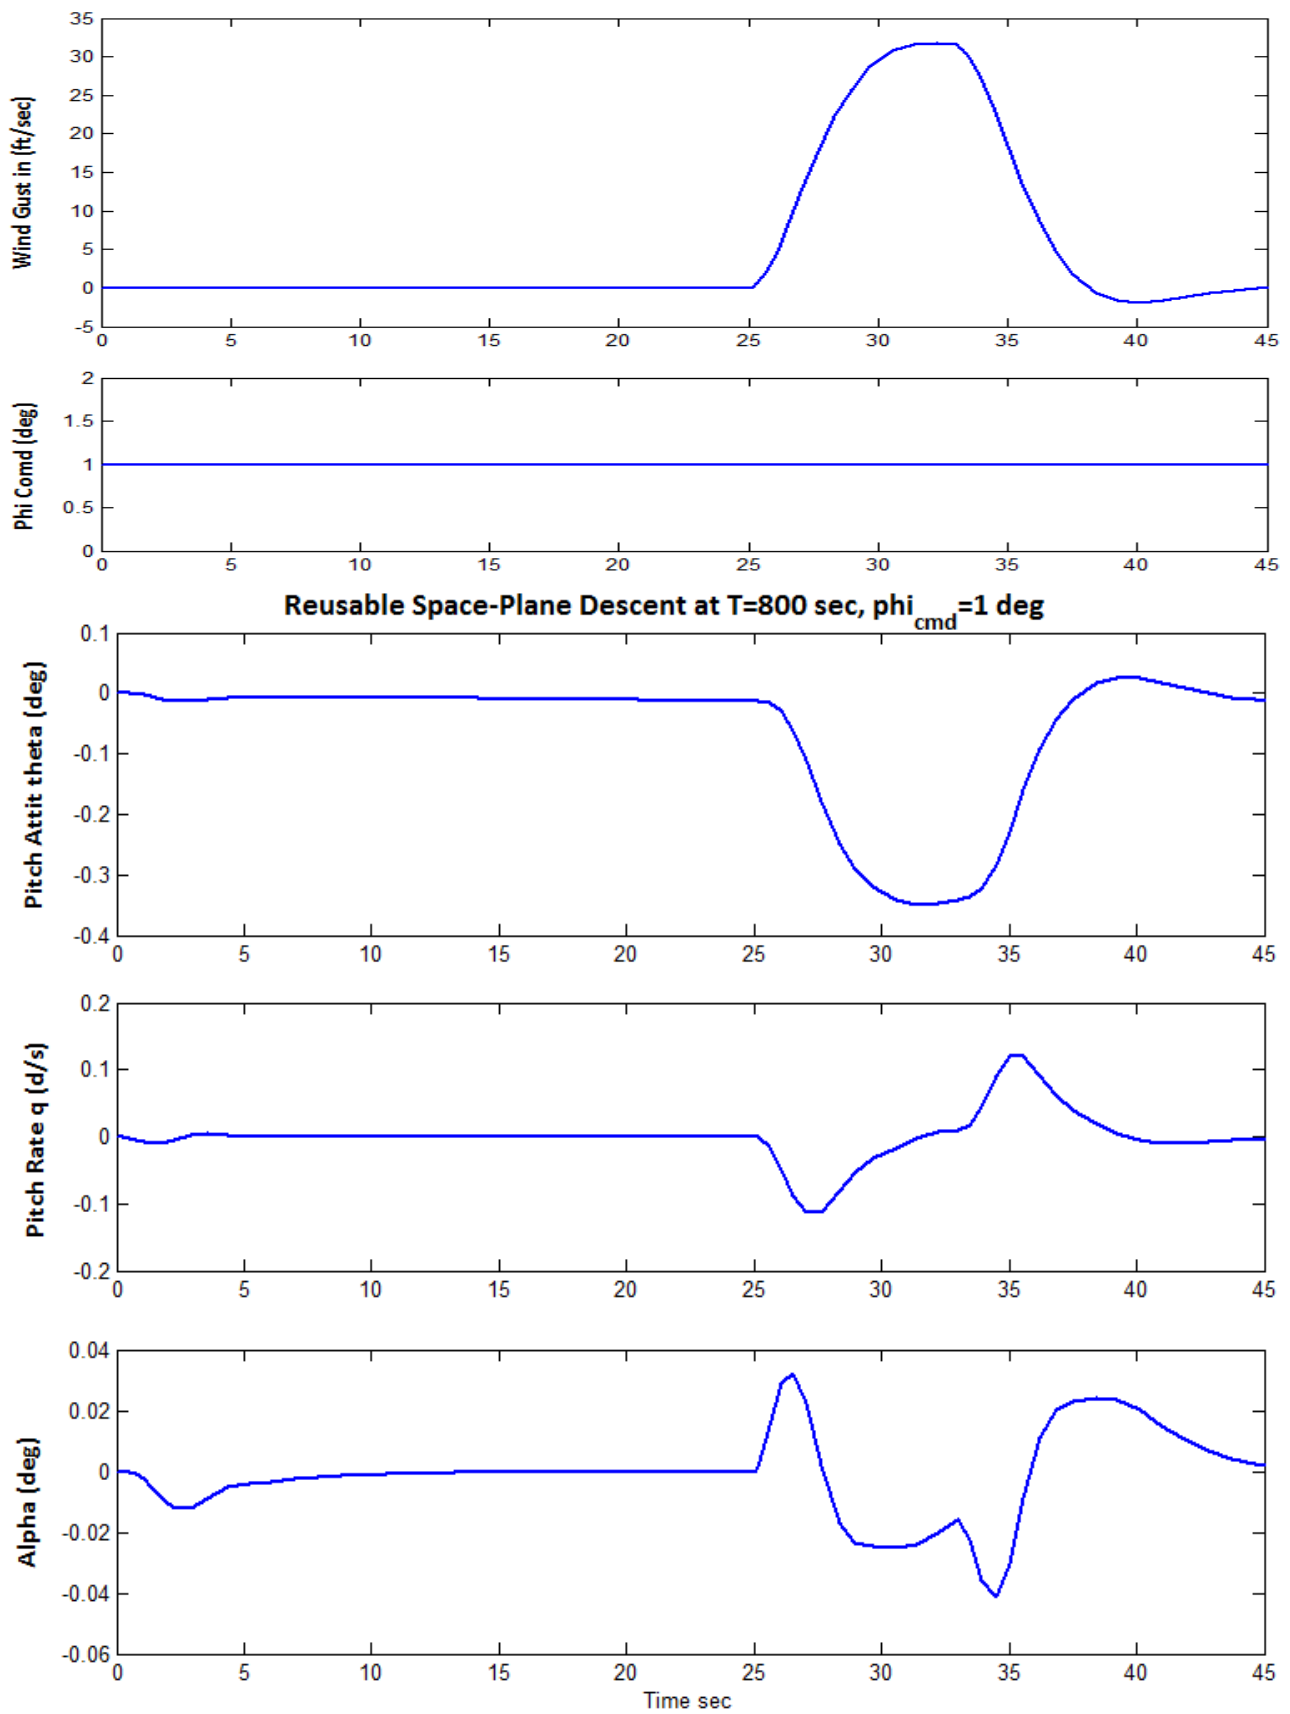 Wind Gust in (ft/sec)
35
30
25
20
15
10
5
0
-5
0 5 10 15 20 25 30 35 40 45
Phi Comd (deg)
2
1.5
1
0.5
0
0 5 10 15 20 25 30 35 40 45
Reusable Space-Plane Descent at T=800 sec, phi_cmd=1 deg
Pitch Attit theta (deg)
0.1
0
-0.1
-0.2
-0.3
-0.4
0 5 10 15 20 25 30 35 40 45
Pitch Rate q (d/s)
0.2
0.1
0
-0.1
-0.2
0 5 10 15 20 25 30 35 40 45
Alpha (deg)
0.04
0.02
0
-0.02
-0.04
-0.06
0 5 10 15 20 25 30 35 40 45
Time sec